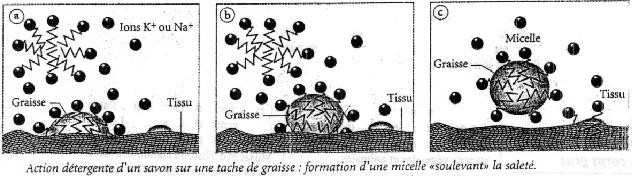 a
Ions K+ ou Na+
Graisse
Tissu
b
Graisse
Tissu
c
Micelle
Graisse
Tissu
Action détergente d'un savon sur une tache de graisse : formation d'une micelle «soulevant» la saleté.